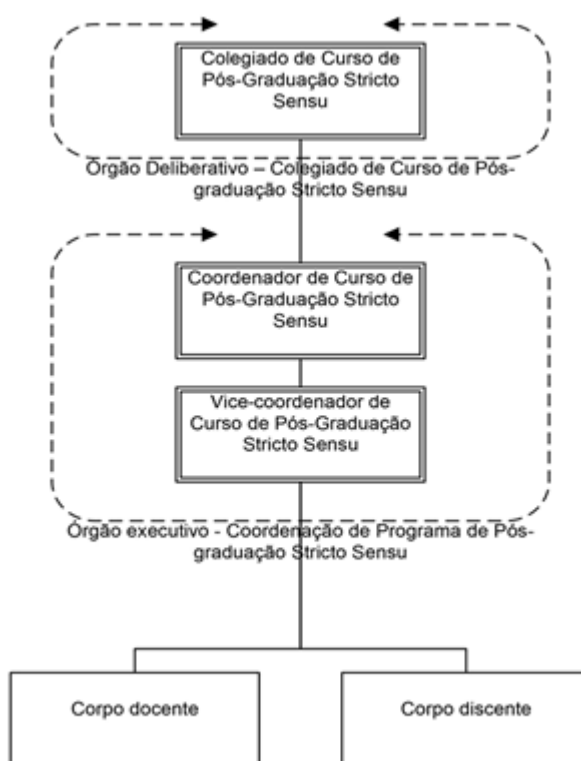 Colegiado de Curso de
Pós-Graduação Stricto
Sensu
Órgão Deliberativo – Colegiado de Curso de Pós-
graduação Stricto Sensu
Coordenador de Curso de
Pós-Graduação Stricto
Sensu
Vice-coordenador de
Curso de Pós-Graduação
Stricto Sensu
Órgão executivo - Coordenação de Programa de Pós-
graduação Stricto Sensu
Corpo docente
Corpo discente